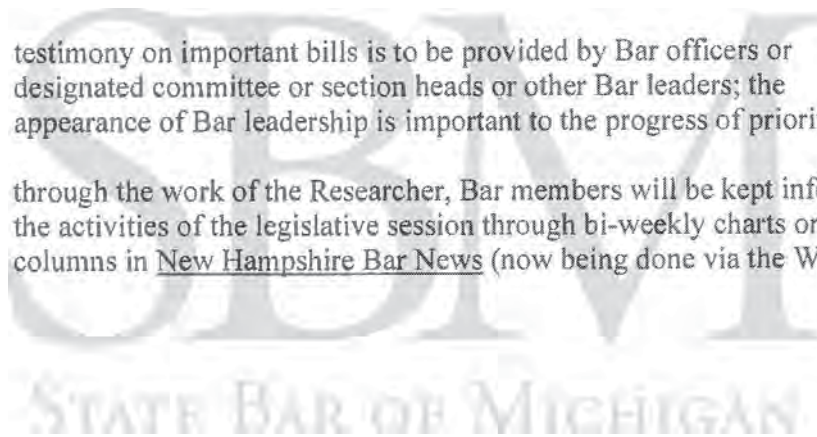 testimony on important bills is to be provided by Bar officers or
designated committee or section heads or other Bar leaders; the
appearance of Bar leadership is important to the progress of priori
through the work of the Researcher, Bar members will be kept inf
the activities of the legislative session through bi-weekly charts or
columns in New Hampshire Bar News (now being done via the W
SBM
STATE BAR OF MICHIGAN